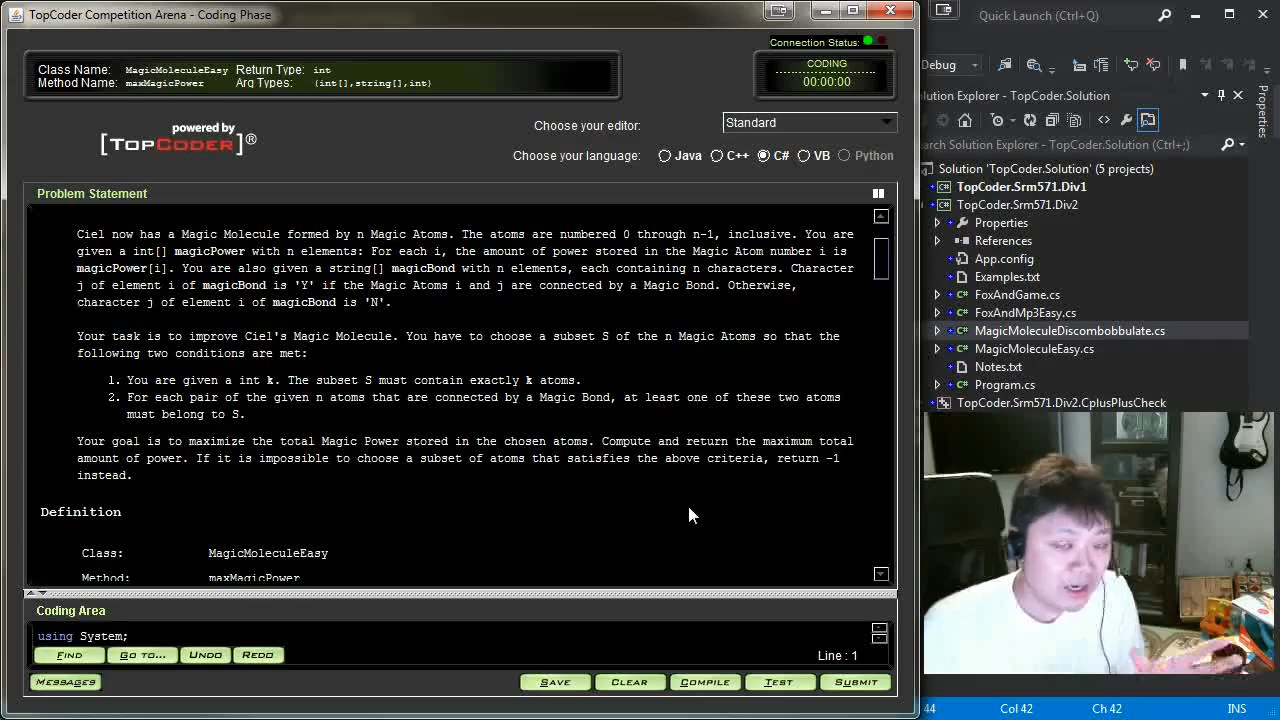 TopCoder Competition Arena - Coding Phase
Quick Launch (Ctrl+Q)
Connection Status:
Class Name: MagicMoleculeEasy Return Type: int
Method Name: maxMagicPower Arg Types: (int[],string[],int)
CODING
00:00:00
Debug
Properties
powered by
[TOPCODER]®
Choose your editor: Standard
Choose your language: Java C++ C# VB Python
olution Explorer - TopCoder.Solution
earch Solution Explorer - TopCoder.Solution (Ctrl+;)
Solution 'TopCoder.Solution' (5 projects)
TopCoder.Srm571.Div1
TopCoder.Srm571.Div2
Properties
References
App.config
Examples.txt
FoxAndGame.cs
FoxAndMp3Easy.cs
MagicMoleculeDiscombobbulate.cs
MagicMoleculeEasy.cs
Notes.txt
Program.cs
TopCoder.Srm571.Div2.CplusPlusCheck
Problem Statement
Ciel now has a Magic Molecule formed by n Magic Atoms. The atoms are numbered 0 through n-1, inclusive. You are
given a int[] magicPower with n elements: For each i, the amount of power stored in the Magic Atom number i is
magicPower[i]. You are also given a string[] magicBond with n elements, each containing n characters. Character
j of element i of magicBond is 'Y' if the Magic Atoms i and j are connected by a Magic Bond. Otherwise,
character j of element i of magicBond is 'N'.
Your task is to improve Ciel's Magic Molecule. You have to choose a subset S of the n Magic Atoms so that the
following two conditions are met:
1. You are given a int k. The subset S must contain exactly k atoms.
2. For each pair of the given n atoms that are connected by a Magic Bond, at least one of these two atoms
must belong to S.
Your goal is to maximize the total Magic Power stored in the chosen atoms. Compute and return the maximum total
amount of power. If it is impossible to choose a subset of atoms that satisfies the above criteria, return -1
instead.
Definition
Class: MagicMoleculeEasy
Method: maxMagicPower
Coding Area
using System;
FIND GO TO... UNDO REDO
Line : 1
MESSAGES SAVE CLEAR COMPILE TEST SUBMIT
44 Col 42 Ch 42 INS